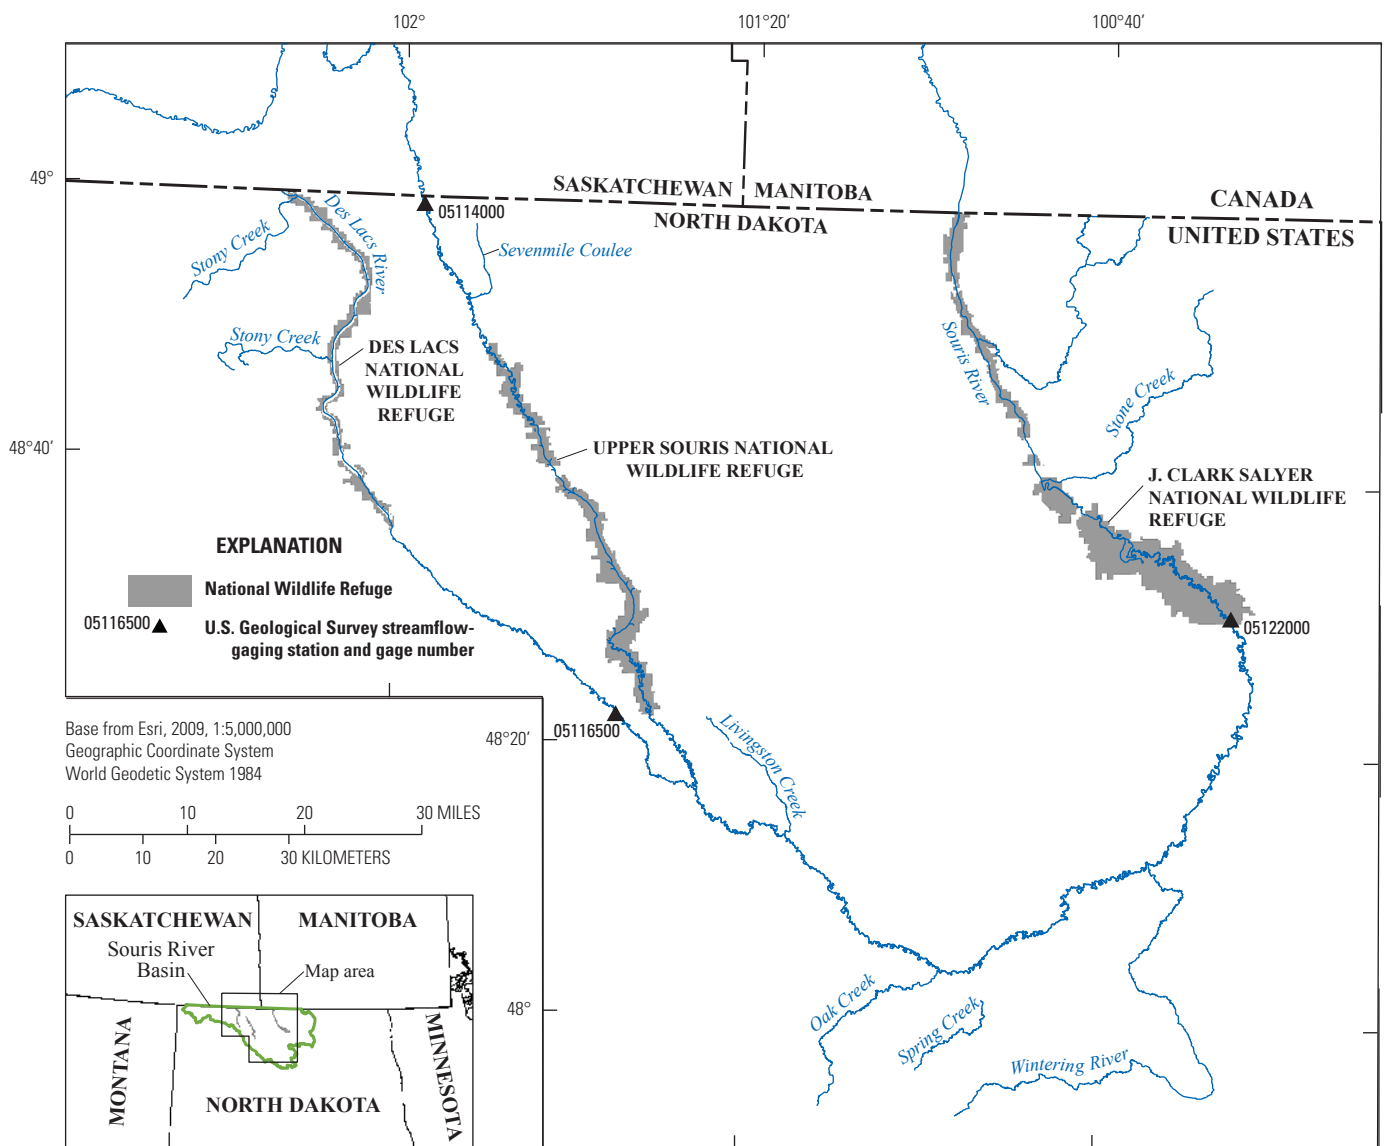 102°
101°20′
100°40′
49°
SASKATCHEWAN
MANITOBA
NORTH DAKOTA
CANADA
UNITED STATES
05114000
Des Lacs River
Stony Creek
Sevenmile Coulee
Stony Creek
DES LACS
NATIONAL
WILDLIFE
REFUGE
Souris River
Stone Creek
48°40′
UPPER SOURIS NATIONAL
WILDLIFE REFUGE
J. CLARK SALYER
NATIONAL WILDLIFE
REFUGE
EXPLANATION
National Wildlife Refuge
05116500
U.S. Geological Survey streamflow-
gaging station and gage number
05122000
05116500
48°20′
Livingston Creek
Base from Esri, 2009, 1:5,000,000
Geographic Coordinate System
World Geodetic System 1984
0 10 20 30 MILES
0 10 20 30 KILOMETERS
SASKATCHEWAN
MANITOBA
Souris River
Basin
Map area
MONTANA
NORTH DAKOTA
MINNESOTA
48°
Oak Creek
Spring Creek
Wintering River